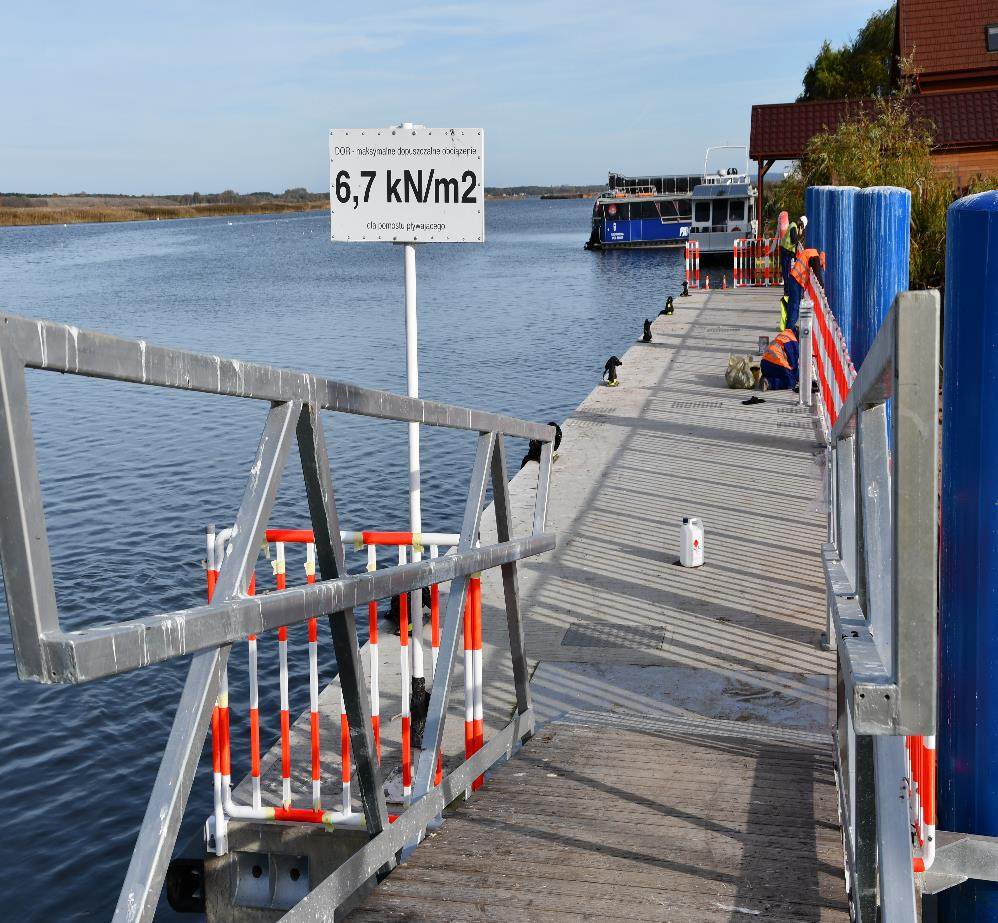 DOR - maksymalne dopuszczalne obciążenie
6,7 kN/m2
dla pomostu pływającego